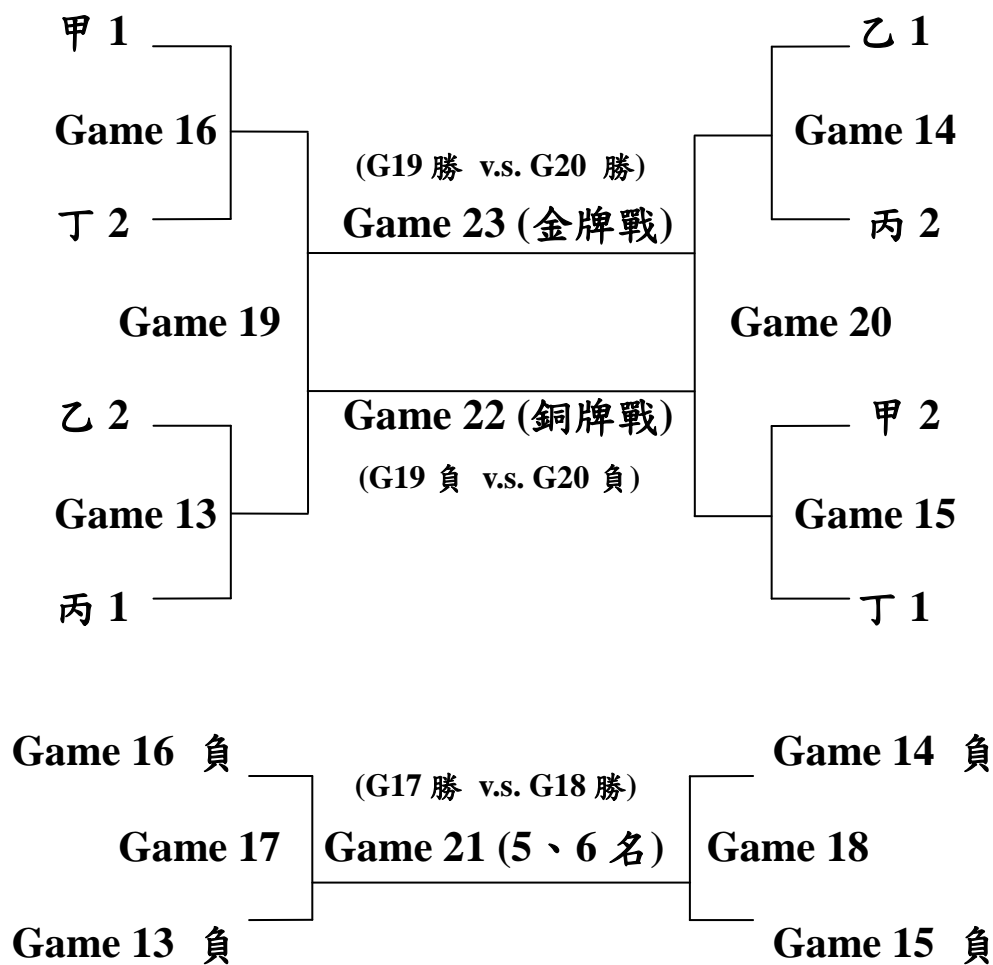 甲 1
乙 1
Game 16
Game 14
(G19 勝 v.s. G20 勝)
丁 2
Game 23 (金牌戰)
丙 2
Game 19
Game 20
乙 2
Game 22 (銅牌戰)
甲 2
(G19 負 v.s. G20 負)
Game 13
Game 15
丙 1
丁 1
Game 16 負
Game 14 負
(G17 勝 v.s. G18 勝)
Game 17
Game 21 (5、6 名)
Game 18
Game 13 負
Game 15 負